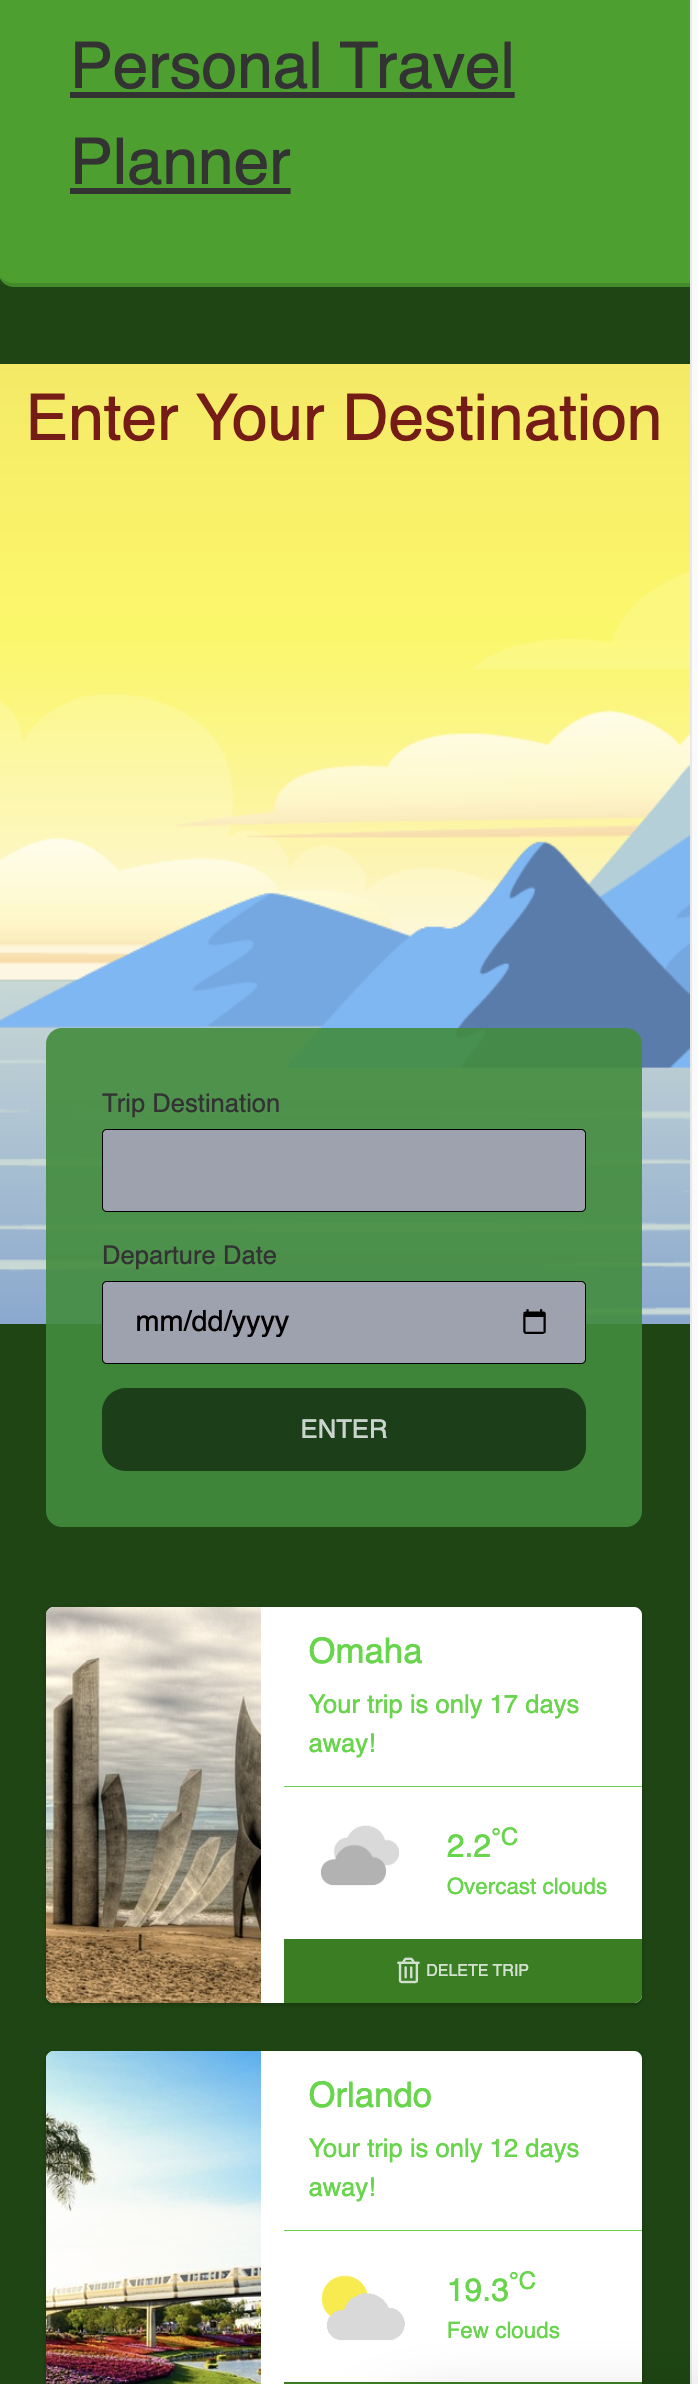 Personal Travel
Planner
Enter Your Destination
Trip Destination
Departure Date
mm/dd/yyyy
ENTER
Omaha
Your trip is only 17 days
away!
2.2°C
Overcast clouds
DELETE TRIP
Orlando
Your trip is only 12 days
away!
19.3°C
Few clouds